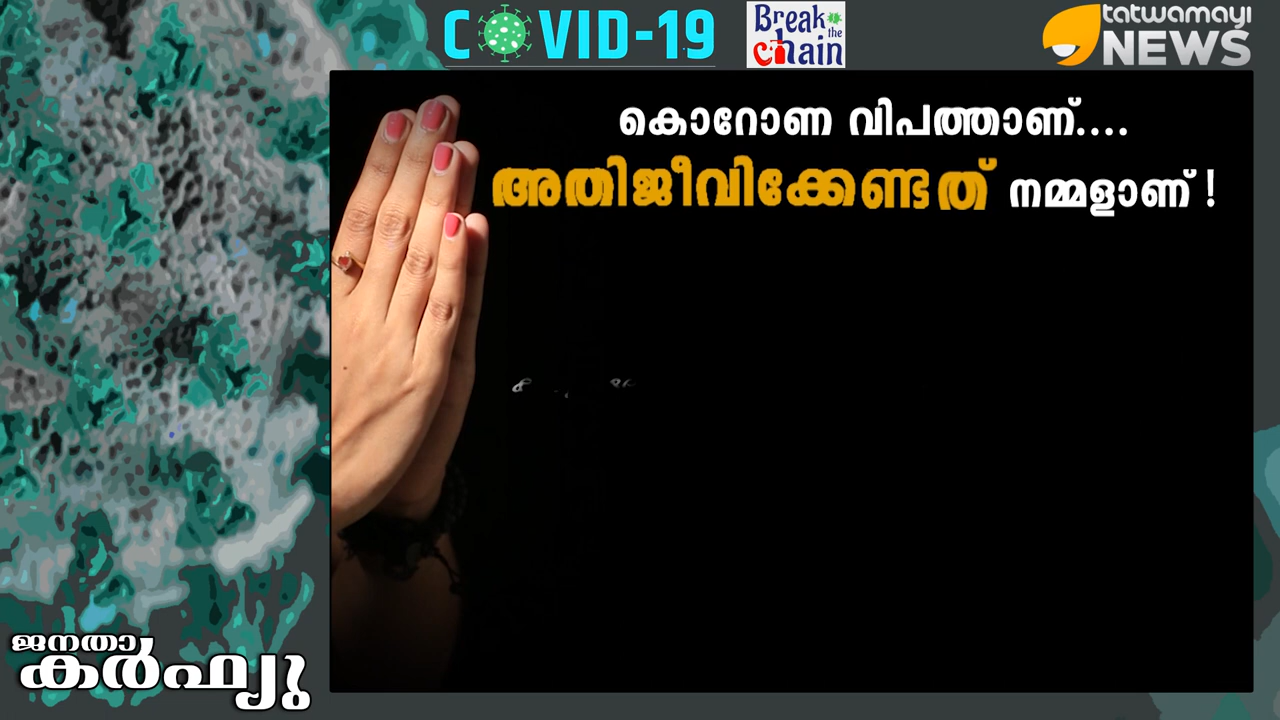 COVID-19
Break
the
chain
tatwamayi
NEWS
കൊറോണ വിപത്താണ്....
അതിജീവിക്കേണ്ടത് നമ്മളാണ് !
ജനതാ
കർഫ്യു